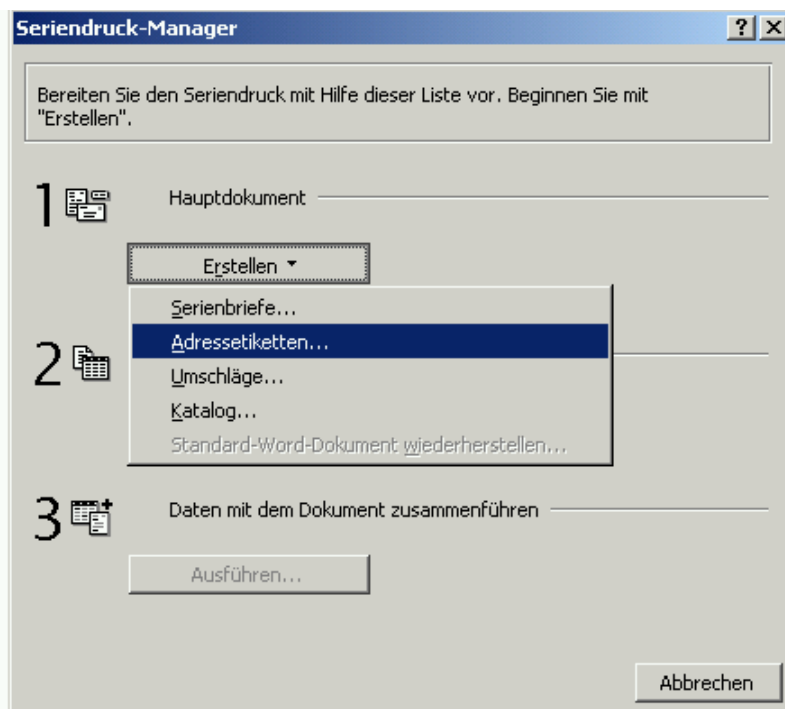 Seriendruck-Manager
Bereiten Sie den Seriendruck mit Hilfe dieser Liste vor. Beginnen Sie mit
"Erstellen".
1 Hauptdokument
Erstellen
Serienbriefe...
Adressetiketten...
2
Umschläge...
Katalog...
Standard-Word-Dokument wiederherstellen...
3 Daten mit dem Dokument zusammenführen
Ausführen...
Abbrechen